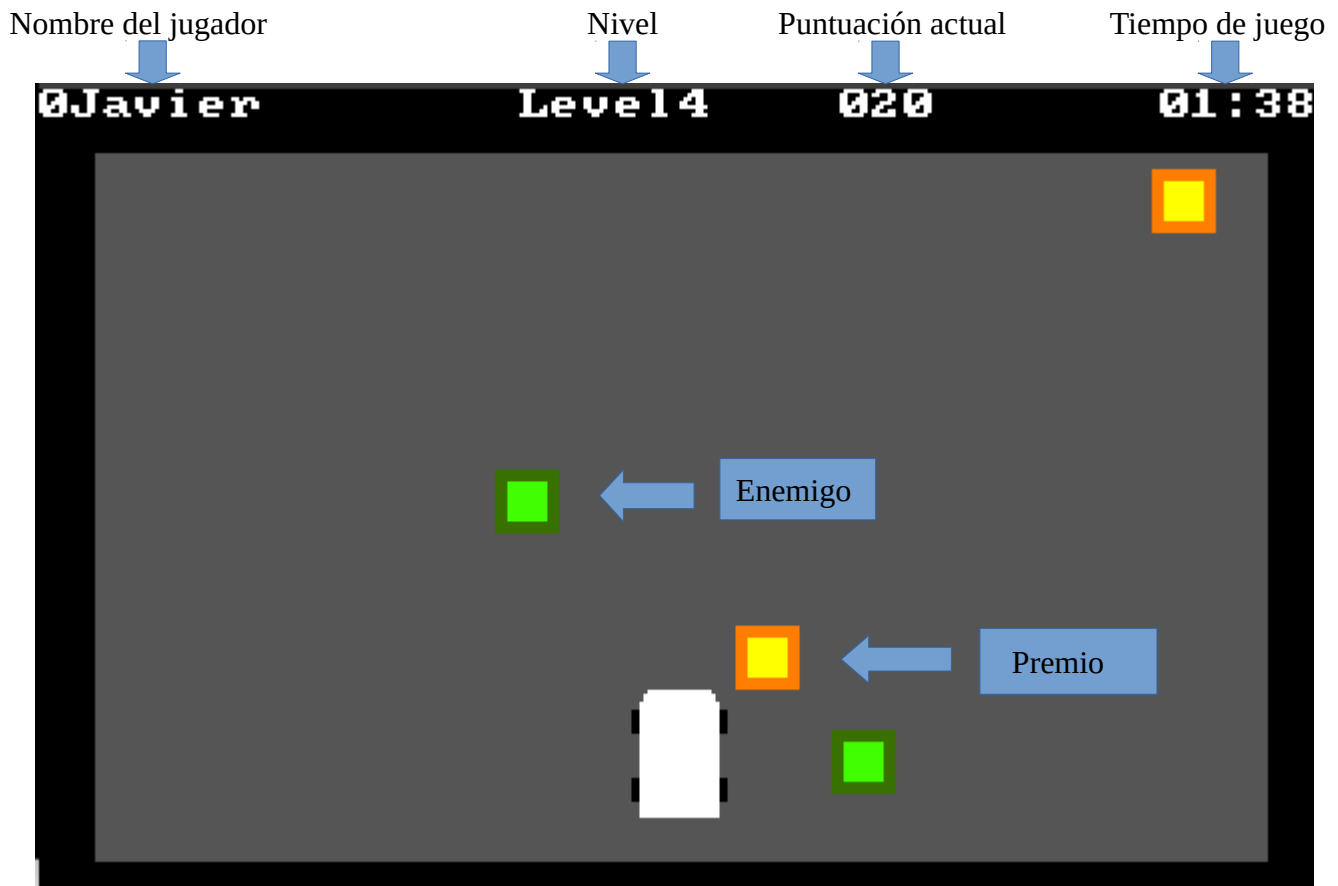 Nombre del jugador Nivel Puntuación actual Tiempo de juego
0Javier Level4 020 01:38
Enemigo
Premio